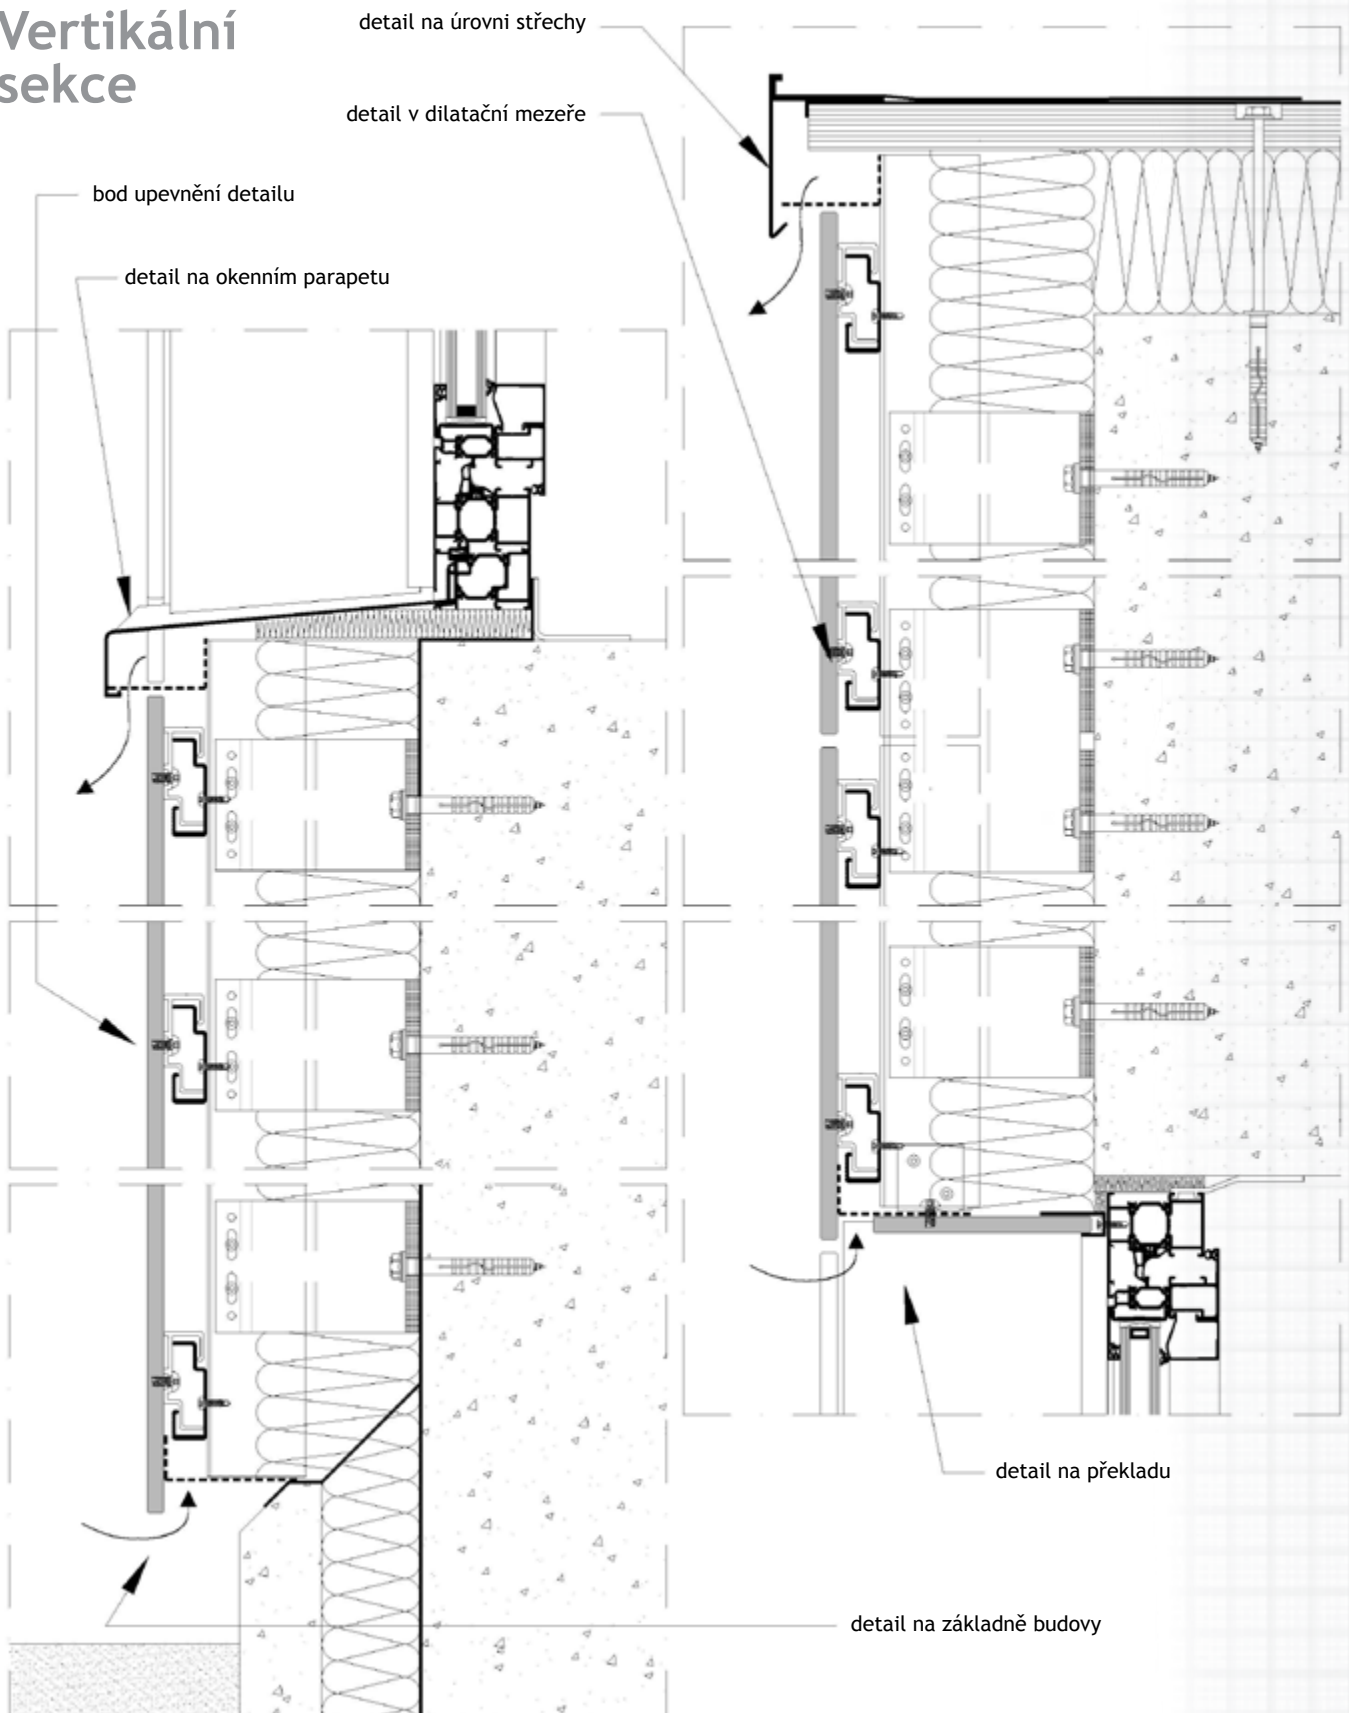 Vertikální
sekce
detail na úrovni střechy
detail v dilatační mezeře
bod upevnění detailu
detail na okenním parapetu
detail na překladu
detail na základně budovy